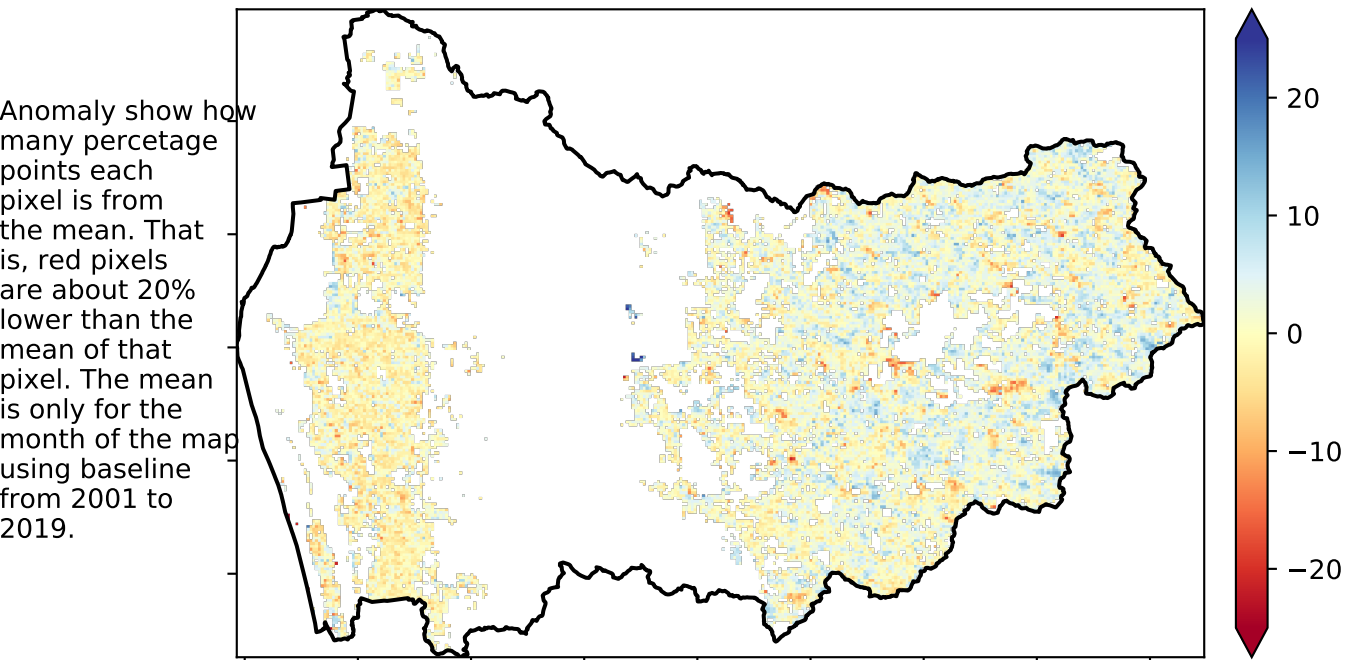 Anomaly show how
many percetage
points each
pixel is from
the mean. That
is, red pixels
are about 20%
lower than the
mean of that
pixel. The mean
is only for the
month of the map
using baseline
from 2001 to
2019.
20
10
0
−10
−20